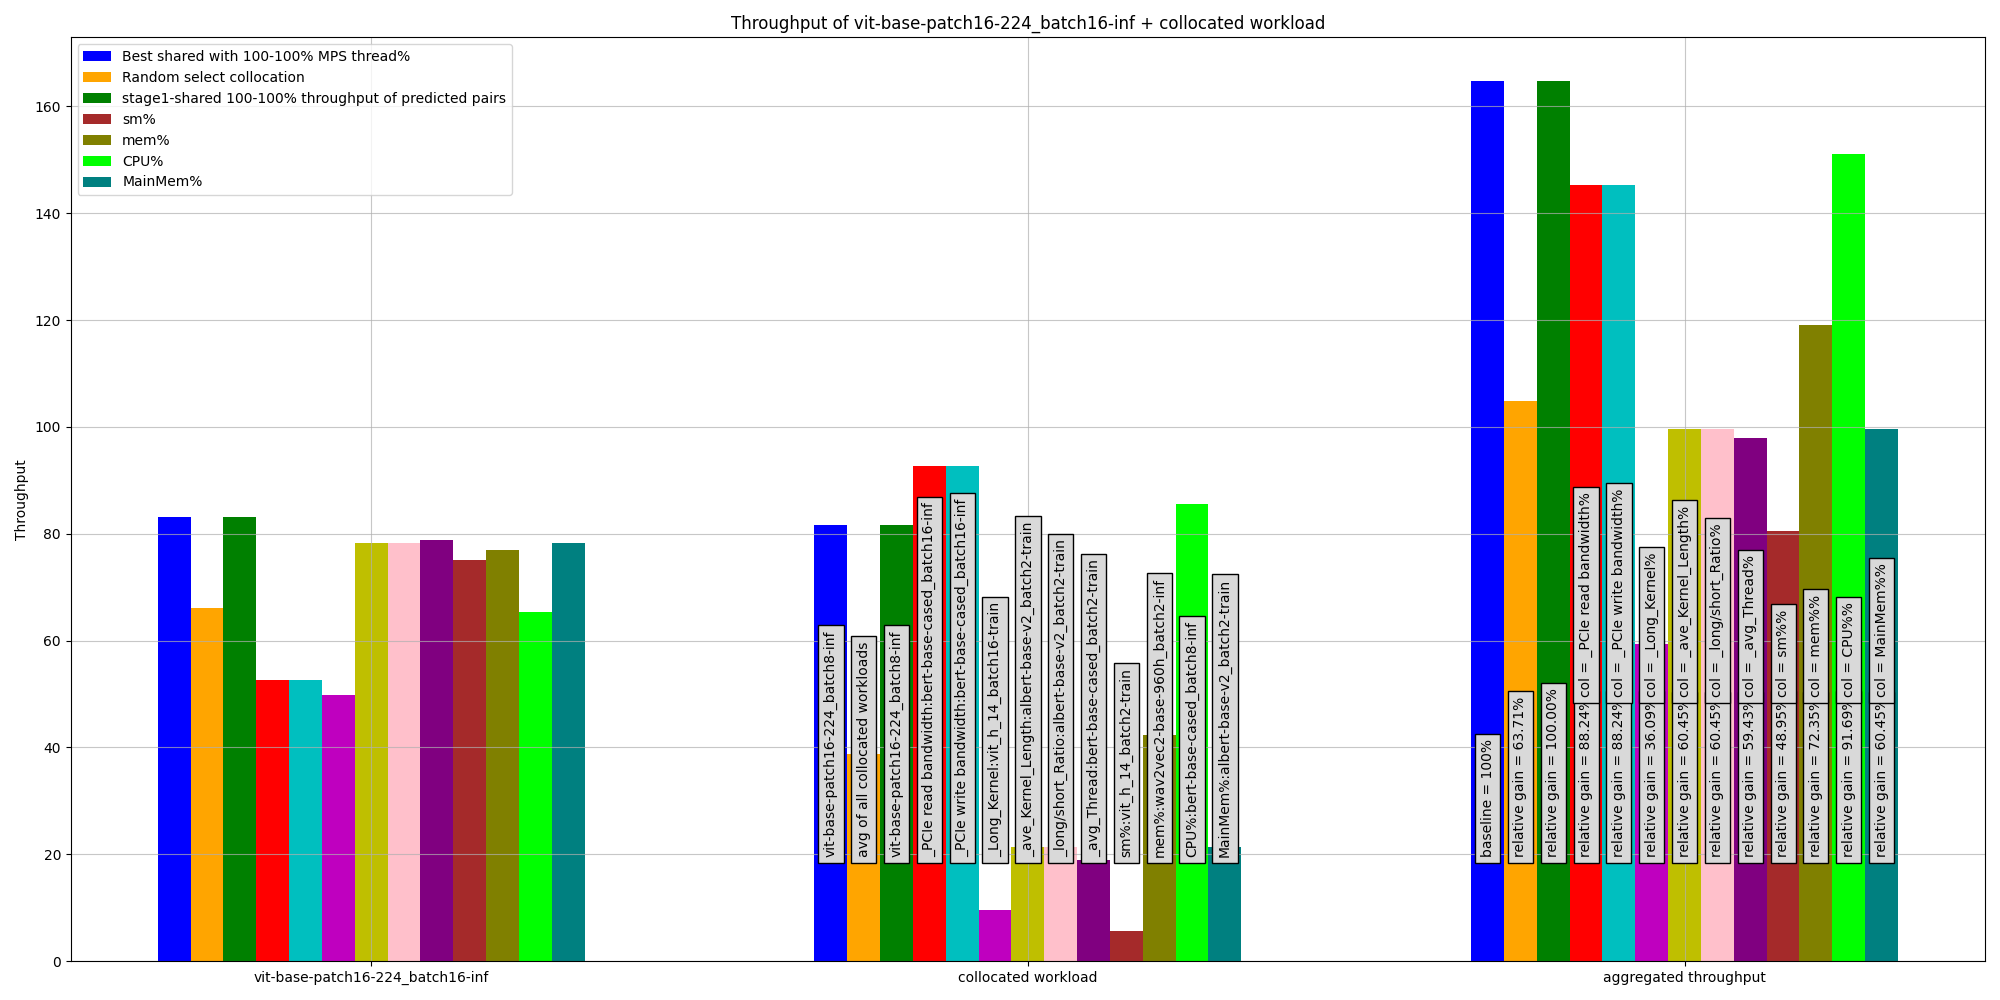 Throughput of vit-base-patch16-224_batch16-inf + collocated workload
Best shared with 100-100% MPS thread%
Random select collocation
stage1-shared 100-100% throughput of predicted pairs
sm%
mem%
CPU%
MainMem%
Throughput
160
140
120
100
80
60
40
20
0
vit-base-patch16-224_batch8-inf
avg of all collocated workloads
vit-base-patch16-224_batch8-inf
_PCIe read bandwidth:bert-base-cased_batch16-inf
_PCIe write bandwidth:bert-base-cased_batch16-inf
_Long_Kernel:vit_h_14_batch16-train
_ave_Kernel_Length:albert-base-v2_batch2-train
_long/short_Ratio:albert-base-v2_batch2-train
_avg_Thread:bert-base-cased_batch2-train
sm%:vit_h_14_batch2-train
mem%:wav2vec2-base-960h_batch2-inf
CPU%:bert-base-cased_batch8-inf
MainMem%:albert-base-v2_batch2-train
baseline = 100%
relative gain = 63.71%
relative gain = 100.00%
relative gain = 88.24%
col = _PCIe read bandwidth%
relative gain = 88.24%
col = _PCIe write bandwidth%
relative gain = 36.09%
col = _Long_Kernel%
relative gain = 60.45%
col = _ave_Kernel_Length%
relative gain = 60.45%
col = _long/short_Ratio%
relative gain = 59.43%
col = _avg_Thread%
relative gain = 48.95%
col = sm%%
relative gain = 72.35%
col = mem%%
relative gain = 91.69%
col = CPU%%
relative gain = 60.45%
col = MainMem%%
vit-base-patch16-224_batch16-inf
collocated workload
aggregated throughput